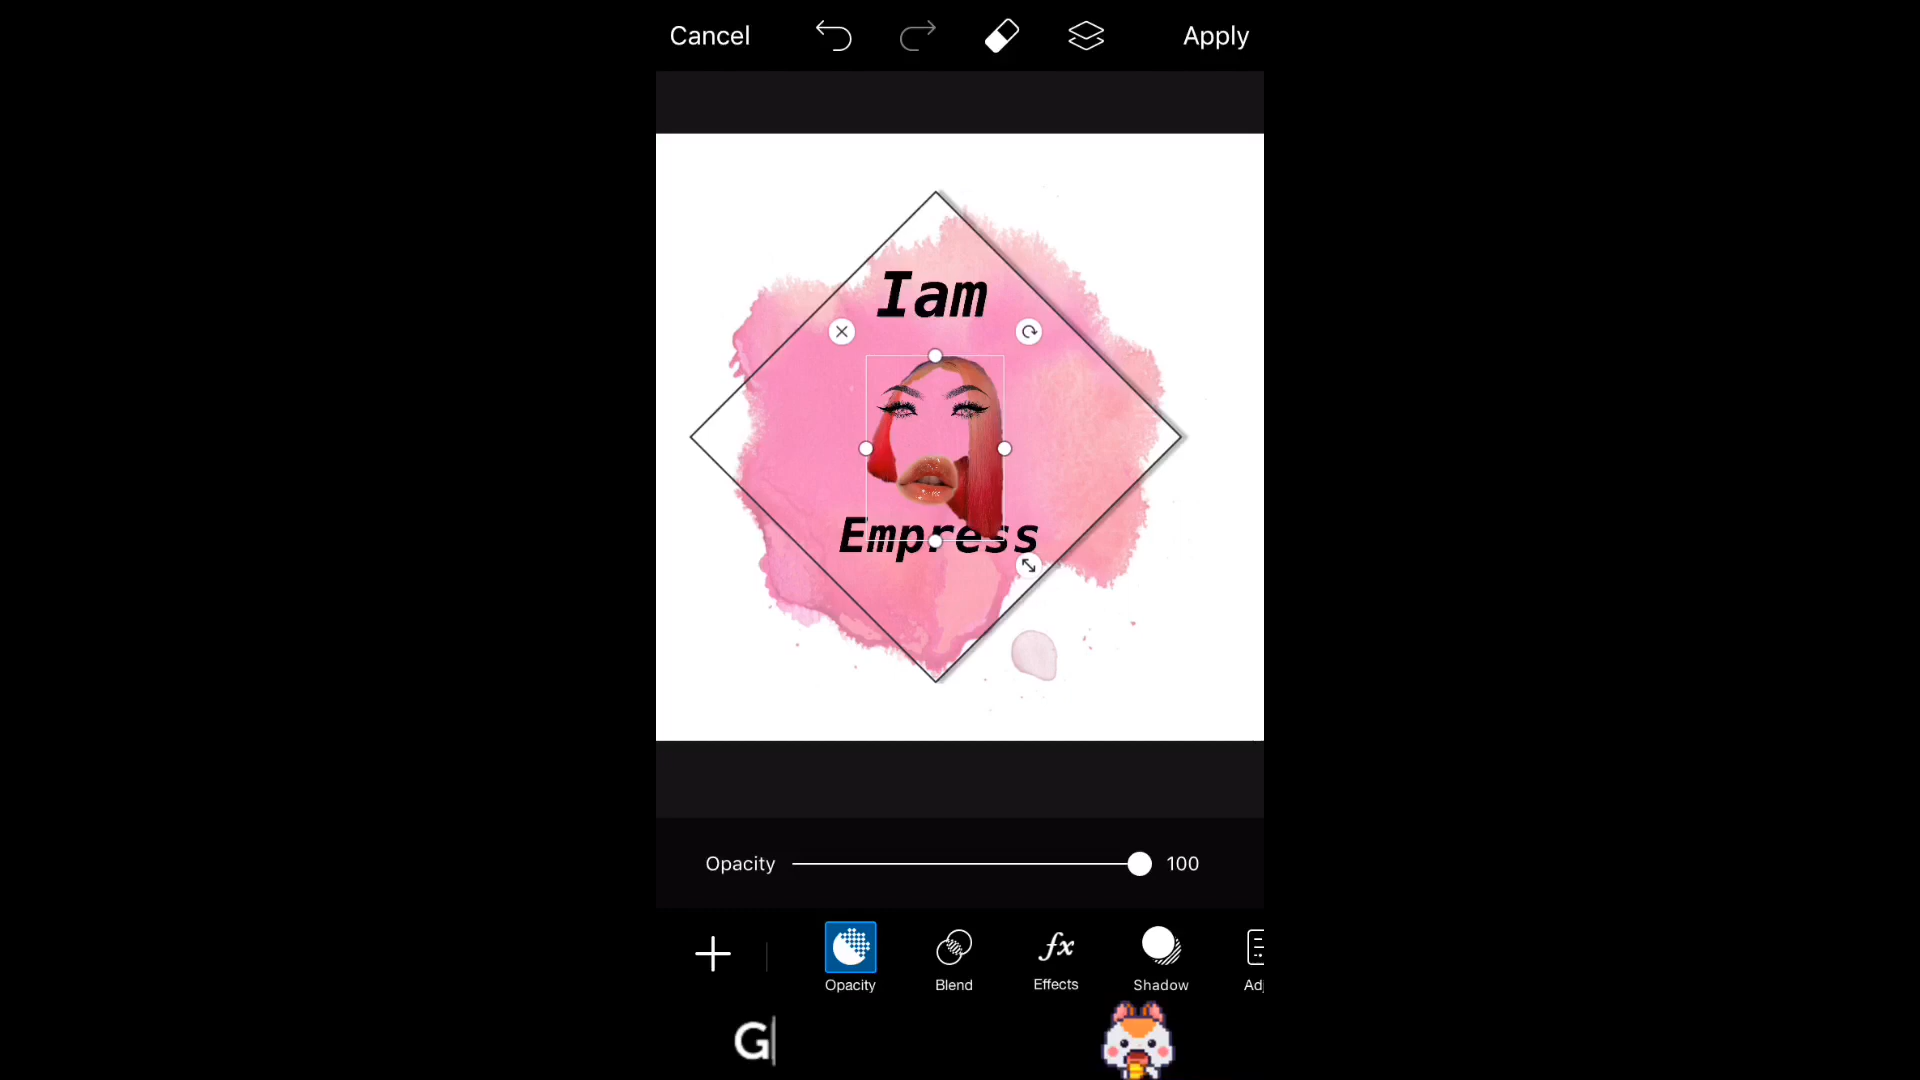 Cancel Apply
Iam
Empress
Opacity 100
Opacity Blend Effects Shadow Adj
G